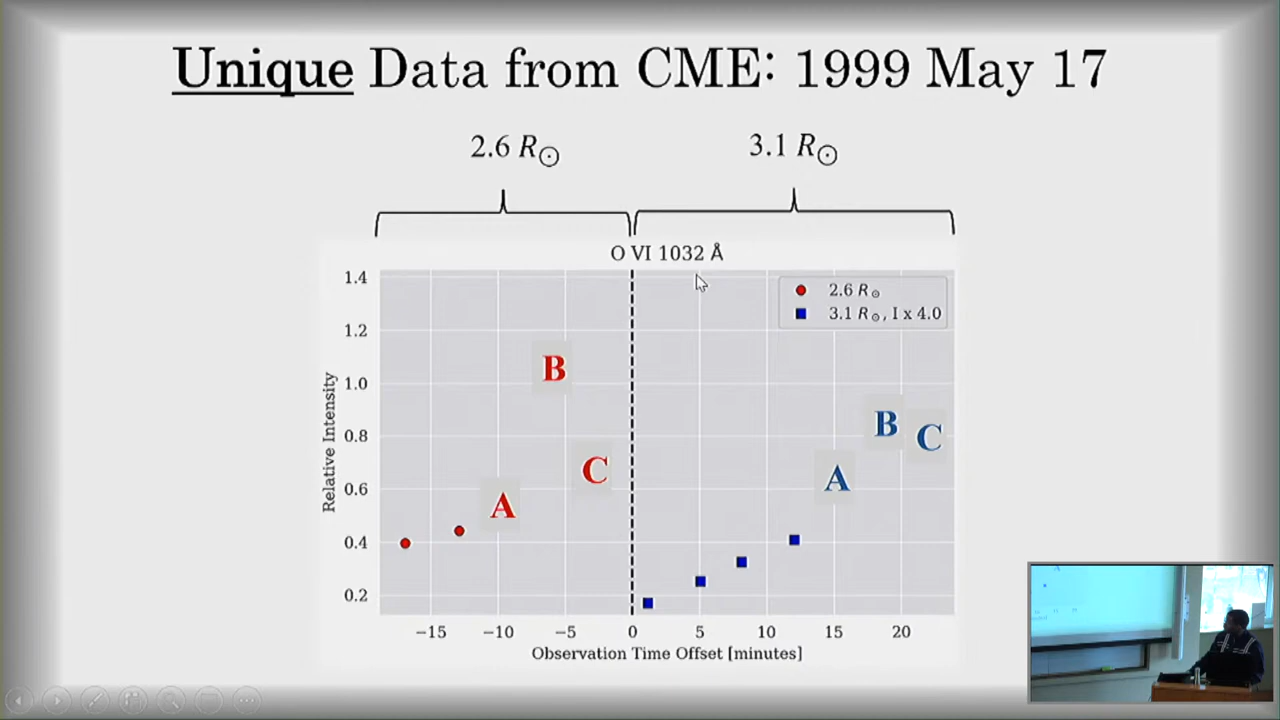 Unique Data from CME: 1999 May 17
2.6 R☉
3.1 R☉
O VI 1032 Å
2.6 R☉
3.1 R☉, I x 4.0
Relative Intensity
1.4
1.2
1.0
0.8
0.6
0.4
0.2
B
C
A
B
C
A
−15
−10
−5
0
5
10
15
20
Observation Time Offset [minutes]